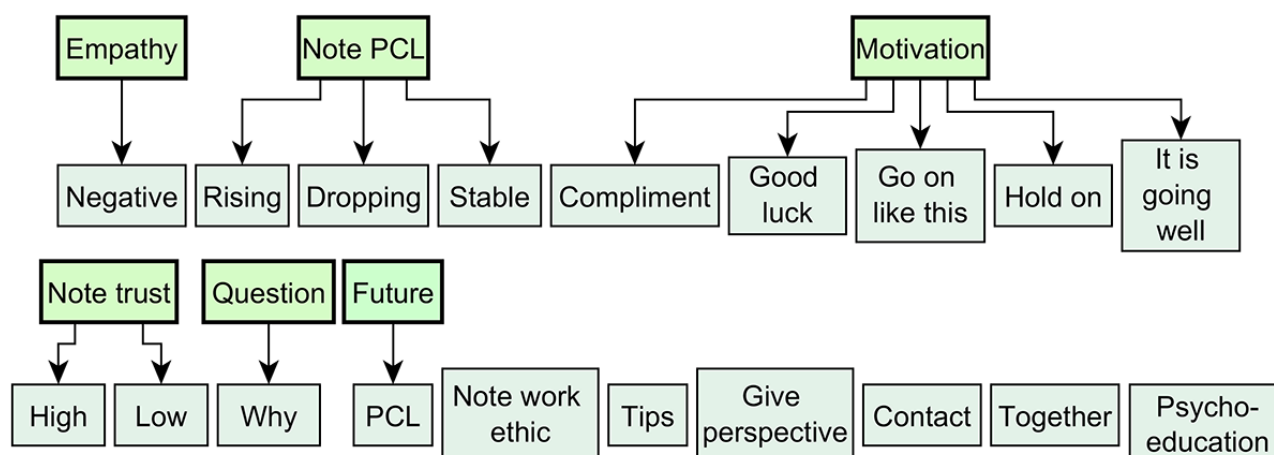 Empathy
Note PCL
Motivation
Negative
Rising
Dropping
Stable
Compliment
Good
luck
Go on
like this
Hold on
It is
going
well
Note trust
Question
Future
High
Low
Why
PCL
Note work
ethic
Tips
Give
perspective
Contact
Together
Psycho-
education